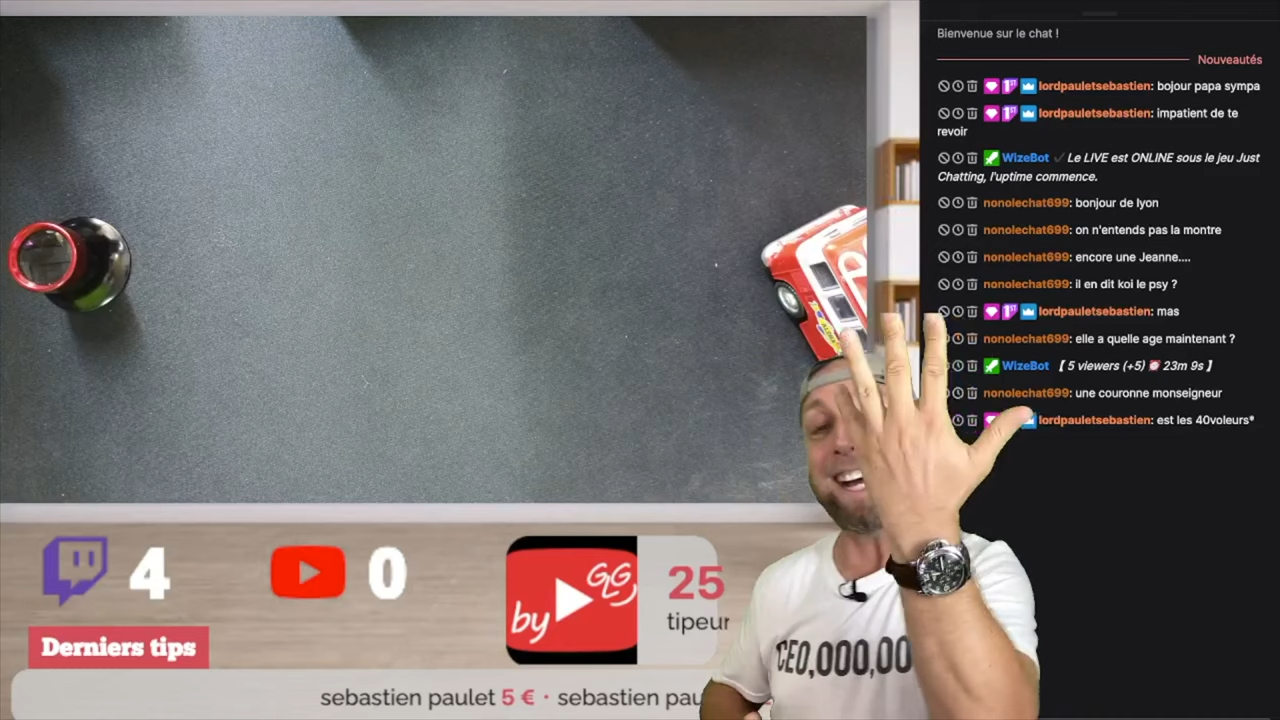 Bienvenue sur le chat !
Nouveautés
lordpauletsebastien: bojour papa sympa
lordpauletsebastien: impatient de te
revoir
WizeBot ✓ Le LIVE est ONLINE sous le jeu Just
Chatting, l'uptime commence.
nonolechat699: bonjour de lyon
nonolechat699: on n'entends pas la montre
nonolechat699: encore une Jeanne....
nonolechat699: il en dit koi le psy ?
lordpauletsebastien: mas
nonolechat699: elle a quelle age maintenant ?
WizeBot 【 5 viewers (+5) ⏰ 23m 9s 】
nonolechat699: une couronne monseigneur
lordpauletsebastien: est les 40voleurs*
4
0
by GLG
25
tipeur
Derniers tips
sebastien paulet 5 € · sebastien pau
CEO,000,00